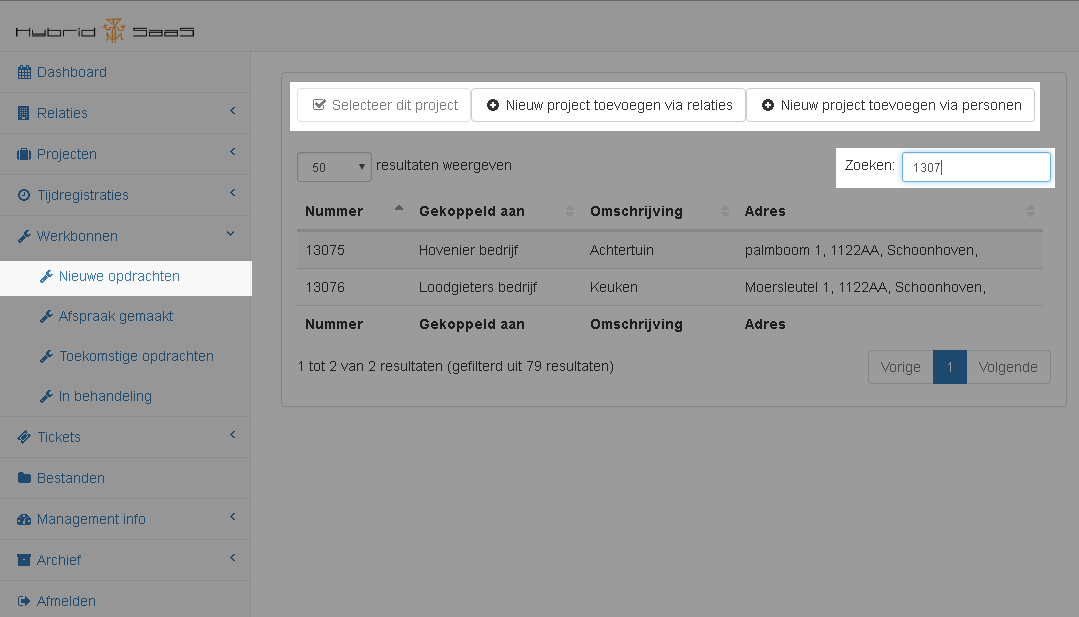 Hybrid SaaS
Dashboard
Relaties
Projecten
Tijdregistraties
Werkbonnen
Nieuwe opdrachten
Afspraak gemaakt
Toekomstige opdrachten
In behandeling
Tickets
Bestanden
Management info
Archief
Afmelden
Selecteer dit project Nieuw project toevoegen via relaties Nieuw project toevoegen via personen
50 resultaten weergeven Zoeken: 1307
Nummer Gekoppeld aan Omschrijving Adres
13075 Hovenier bedrijf Achtertuin palmboom 1, 1122AA, Schoonhoven,
13076 Loodgieters bedrijf Keuken Moersleutel 1, 1122AA, Schoonhoven,
Nummer Gekoppeld aan Omschrijving Adres
1 tot 2 van 2 resultaten (gefilterd uit 79 resultaten) Vorige 1 Volgende